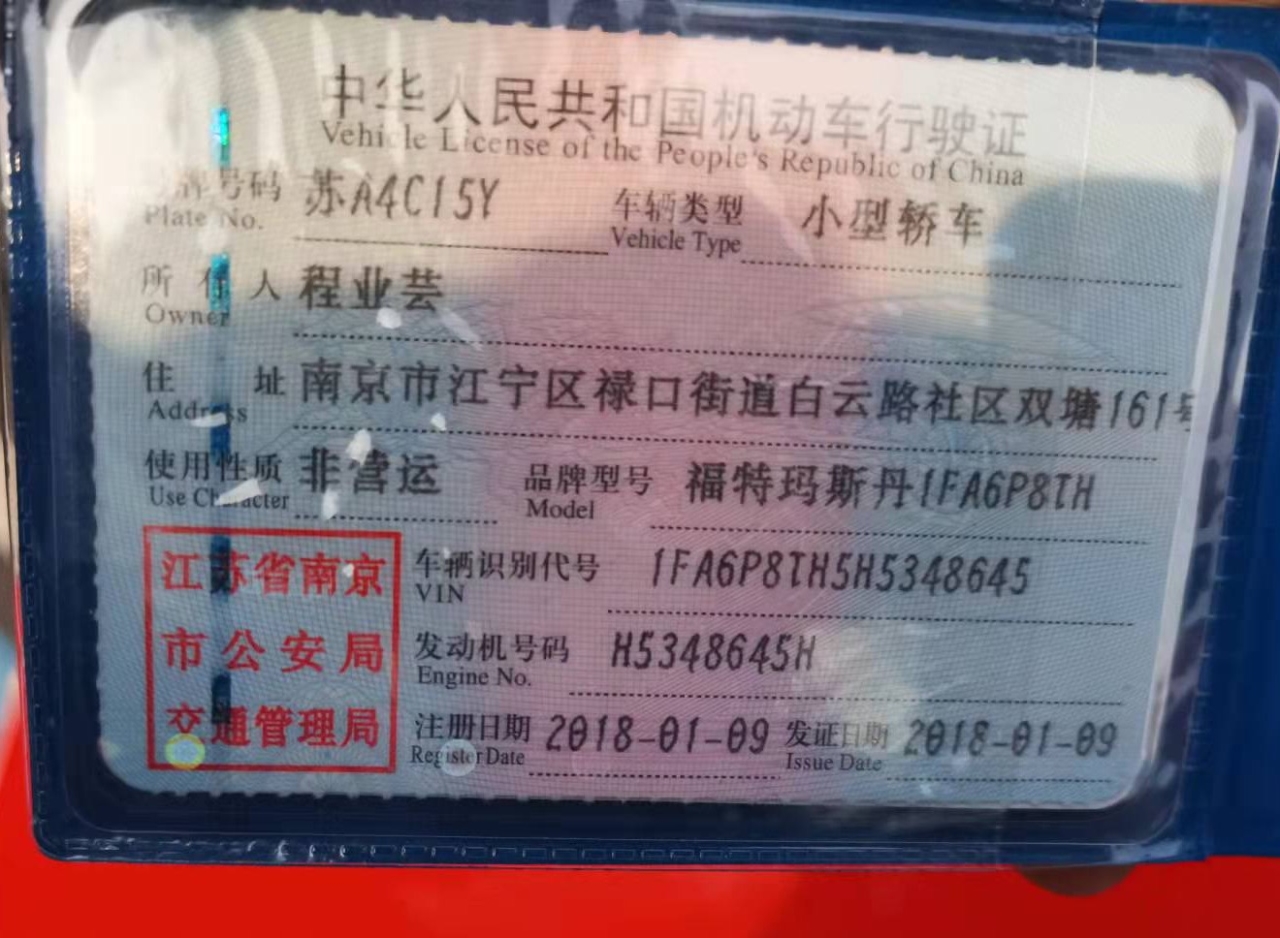 中华人民共和国机动车行驶证
Vehicle License of the People's Republic of China
号牌号码 苏A4C15Y 车辆类型 小型轿车
Plate No. Vehicle Type
所有人 程业芸
Owner
住址 南京市江宁区禄口街道白云路社区双塘161号
Address
使用性质 非营运 品牌型号 福特玛斯丹1FA6P8TH
Use Character Model
江苏省南京市公安局交通管理局
车辆识别代号 1FA6P8TH5H5348645
VIN
发动机号码 H5348645H
Engine No.
注册日期 2018-01-09 发证日期 2018-01-09
Register Date Issue Date